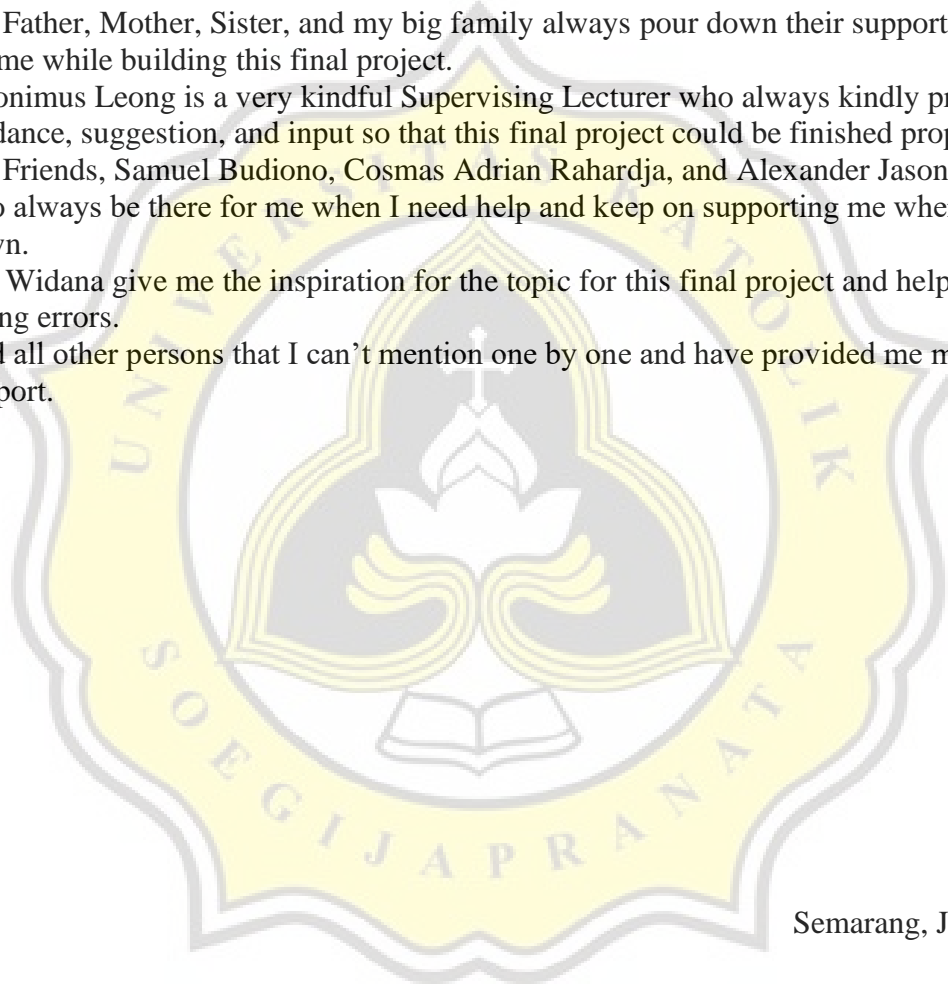 Father, Mother, Sister, and my big family always pour down their support
me while building this final project.
onimus Leong is a very kindful Supervising Lecturer who always kindly pr
dance, suggestion, and input so that this final project could be finished prop
Friends, Samuel Budiono, Cosmas Adrian Rahardja, and Alexander Jason
o always be there for me when I need help and keep on supporting me whe
n.
Widana give me the inspiration for the topic for this final project and help
ng errors.
d all other persons that I can’t mention one by one and have provided me m
port.
UNIVERSITAS KATOLIK
SOEGIJAPRANATA
Semarang, J